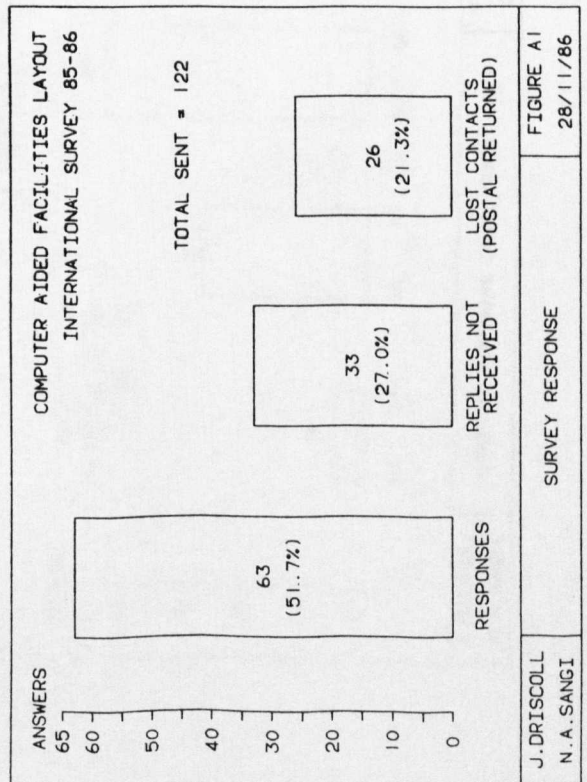 COMPUTER AIDED FACILITIES LAYOUT
INTERNATIONAL SURVEY 85-86
ANSWERS
65
60
50
40
30
20
10
0
TOTAL SENT = 122
63
(51.7%)
33
(27.0%)
26
(21.3%)
RESPONSES
REPLIES NOT
RECEIVED
LOST CONTACTS
(POSTAL RETURNED)
J.DRISCOLL
N.A.SANGI
SURVEY RESPONSE
FIGURE A1
28/11/86